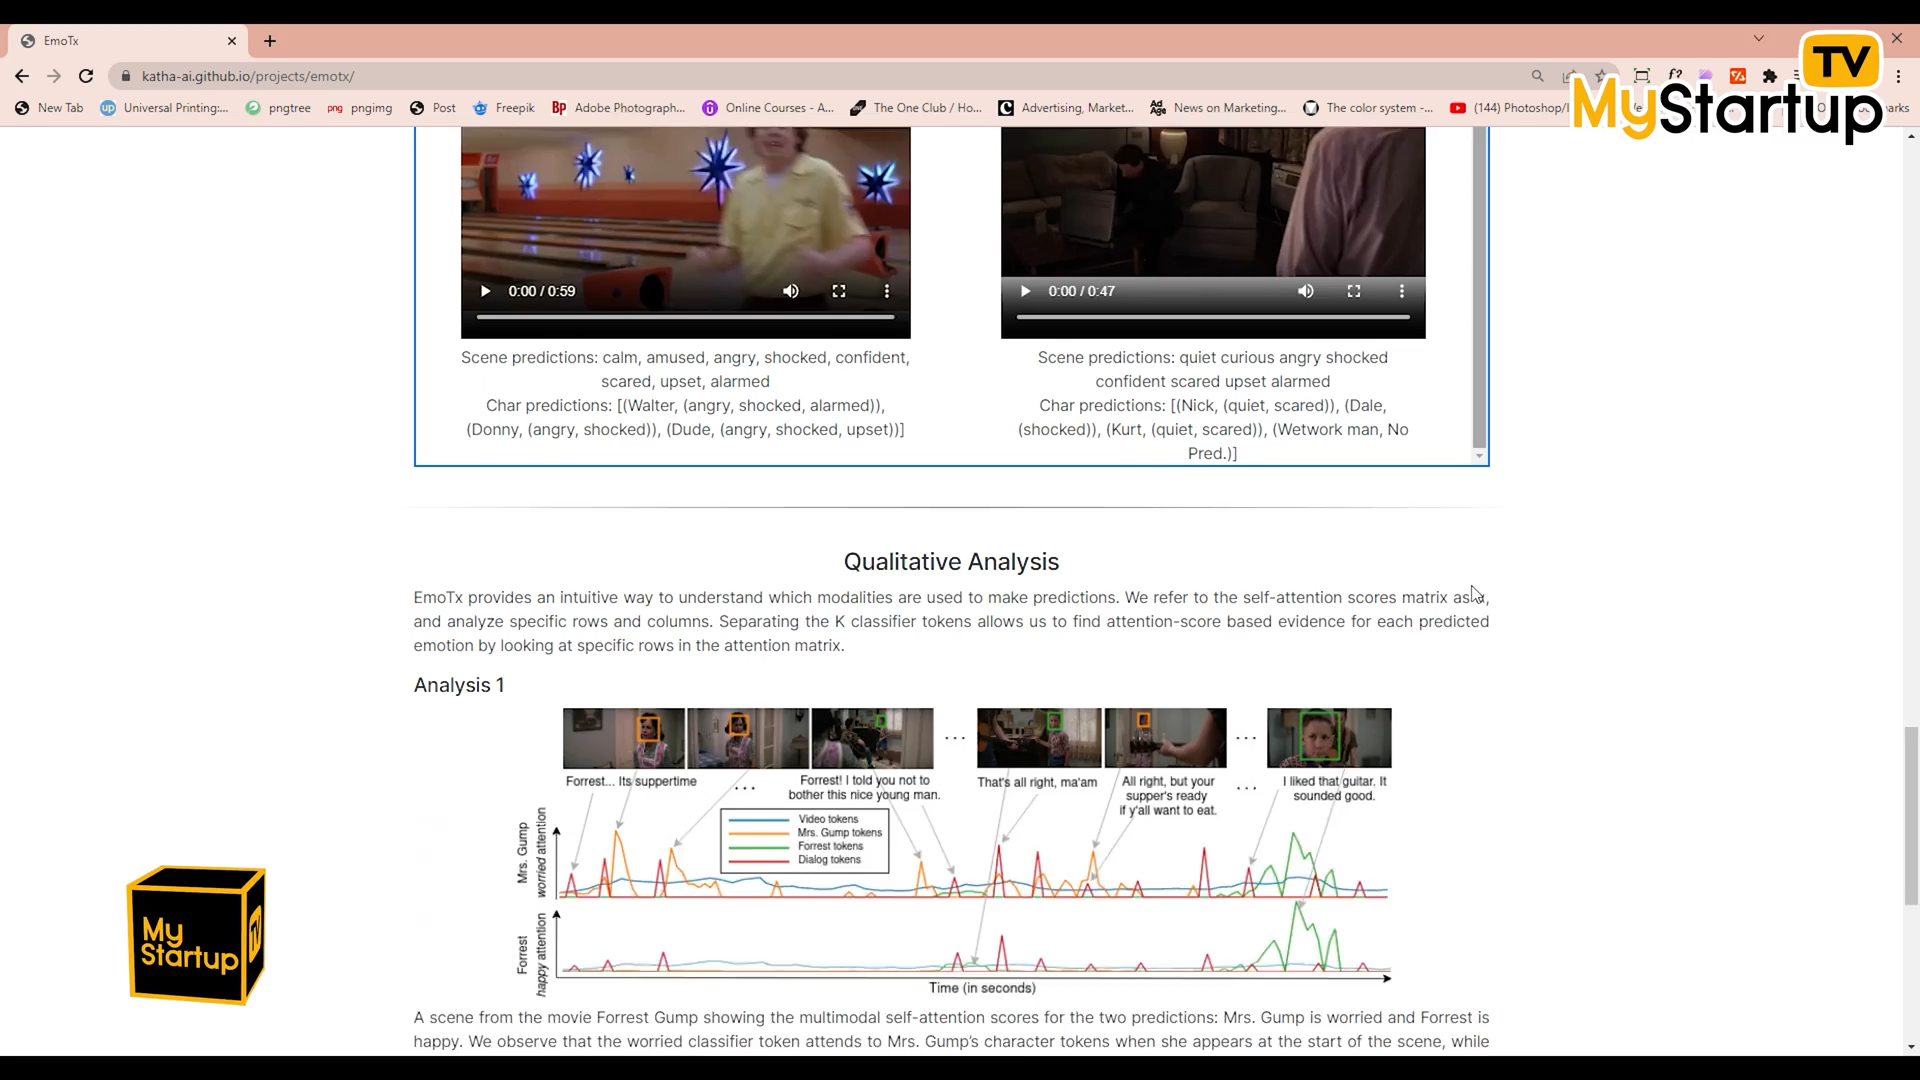 EmoTx
katha-ai.github.io/projects/emotx/
New Tab
Universal Printing:...
pngtree
pngimg
Post
Freepik
Adobe Photograph...
Online Courses - A...
The One Club / Ho...
Advertising, Market...
News on Marketing...
The color system -...
(144) Photoshop/I
TV
MyStartup
0:00 / 0:59
0:00 / 0:47
Scene predictions: calm, amused, angry, shocked, confident,
scared, upset, alarmed
Char predictions: [(Walter, (angry, shocked, alarmed)),
(Donny, (angry, shocked)), (Dude, (angry, shocked, upset))]
Scene predictions: quiet curious angry shocked
confident scared upset alarmed
Char predictions: [(Nick, (quiet, scared)), (Dale,
(shocked)), (Kurt, (quiet, scared)), (Wetwork man, No
Pred.)]
Qualitative Analysis
EmoTx provides an intuitive way to understand which modalities are used to make predictions. We refer to the self-attention scores matrix as
and analyze specific rows and columns. Separating the K classifier tokens allows us to find attention-score based evidence for each predicted
emotion by looking at specific rows in the attention matrix.
Analysis 1
Forrest... Its suppertime
...
Forrest! I told you not to
bother this nice young man.
...
That's all right, ma'am
All right, but your
supper's ready
if y'all want to eat.
...
...
I liked that guitar. It
sounded good.
Video tokens
Mrs. Gump tokens
Forrest tokens
Dialog tokens
Mrs. Gump
worried attention
Forrest
happy attention
Time (in seconds)
A scene from the movie Forrest Gump showing the multimodal self-attention scores for the two predictions: Mrs. Gump is worried and Forrest is
happy. We observe that the worried classifier token attends to Mrs. Gump's character tokens when she appears at the start of the scene, while
My
Startup
TV